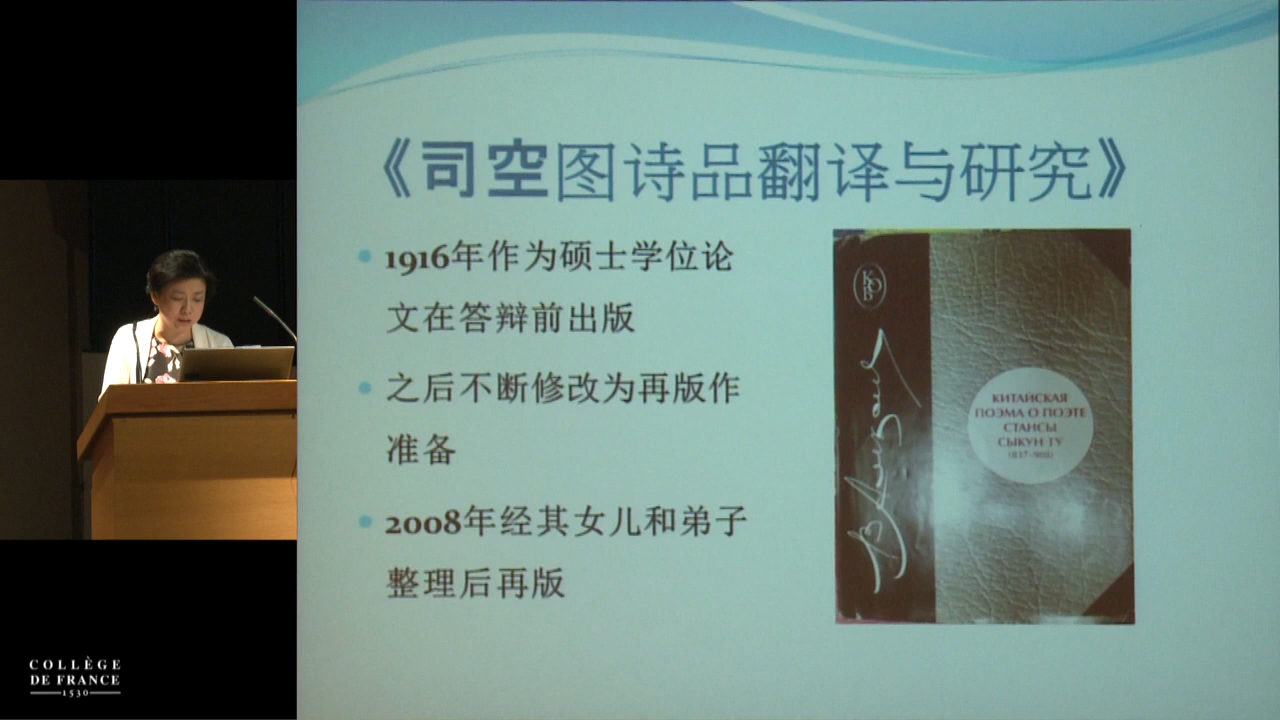 《司空图诗品翻译与研究》
1916年作为硕士学位论
文在答辩前出版
之后不断修改为再版作
准备
2008年经其女儿和弟子
整理后再版
КИТАЙСКАЯ
ПОЭМА О ПОЭТЕ
СТАНСЫ
СЫКУН ТУ
(837–908)
COLLÈGE
DE FRANCE
1530